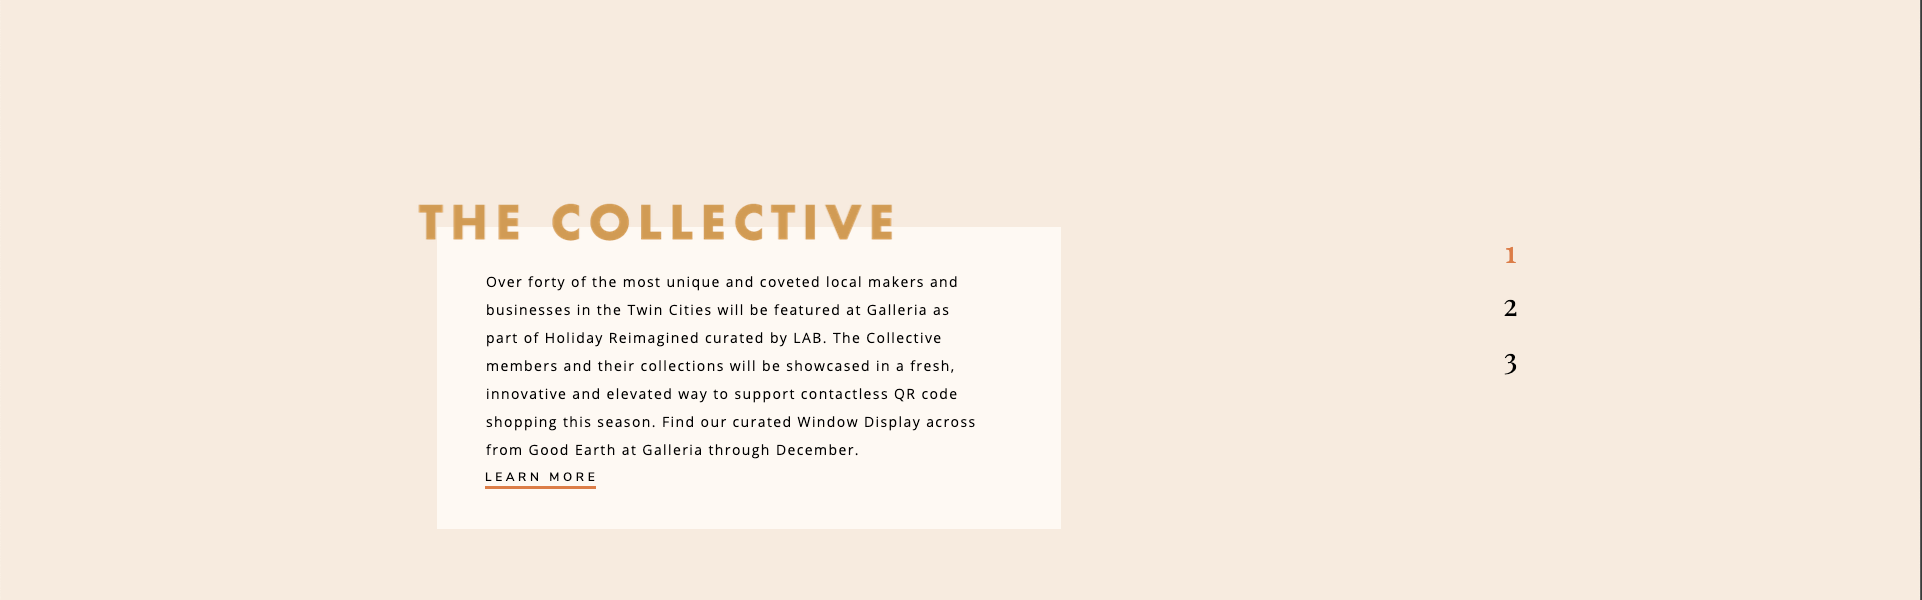 THE COLLECTIVE
Over forty of the most unique and coveted local makers and
businesses in the Twin Cities will be featured at Galleria as
part of Holiday Reimagined curated by LAB. The Collective
members and their collections will be showcased in a fresh,
innovative and elevated way to support contactless QR code
shopping this season. Find our curated Window Display across
from Good Earth at Galleria through December.
LEARN MORE
1
2
3